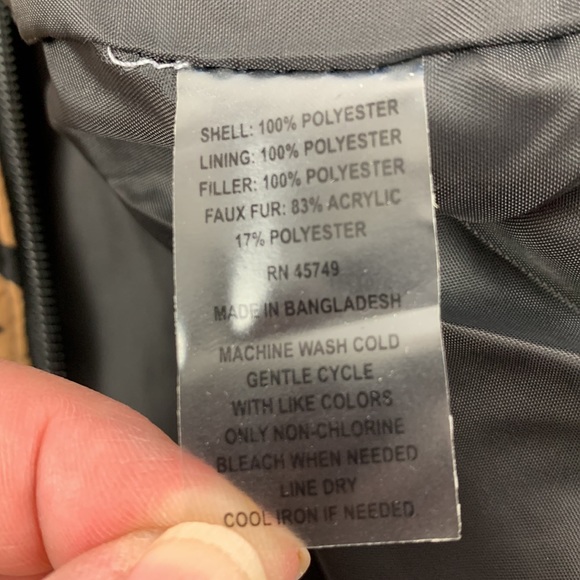 SHELL: 100% POLYESTER
LINING: 100% POLYESTER
FILLER: 100% POLYESTER
FAUX FUR: 83% ACRYLIC
17% POLYESTER
RN 45749
MADE IN BANGLADESH
MACHINE WASH COLD
GENTLE CYCLE
WITH LIKE COLORS
ONLY NON-CHLORINE
BLEACH WHEN NEEDED
LINE DRY
COOL IRON IF NEEDED